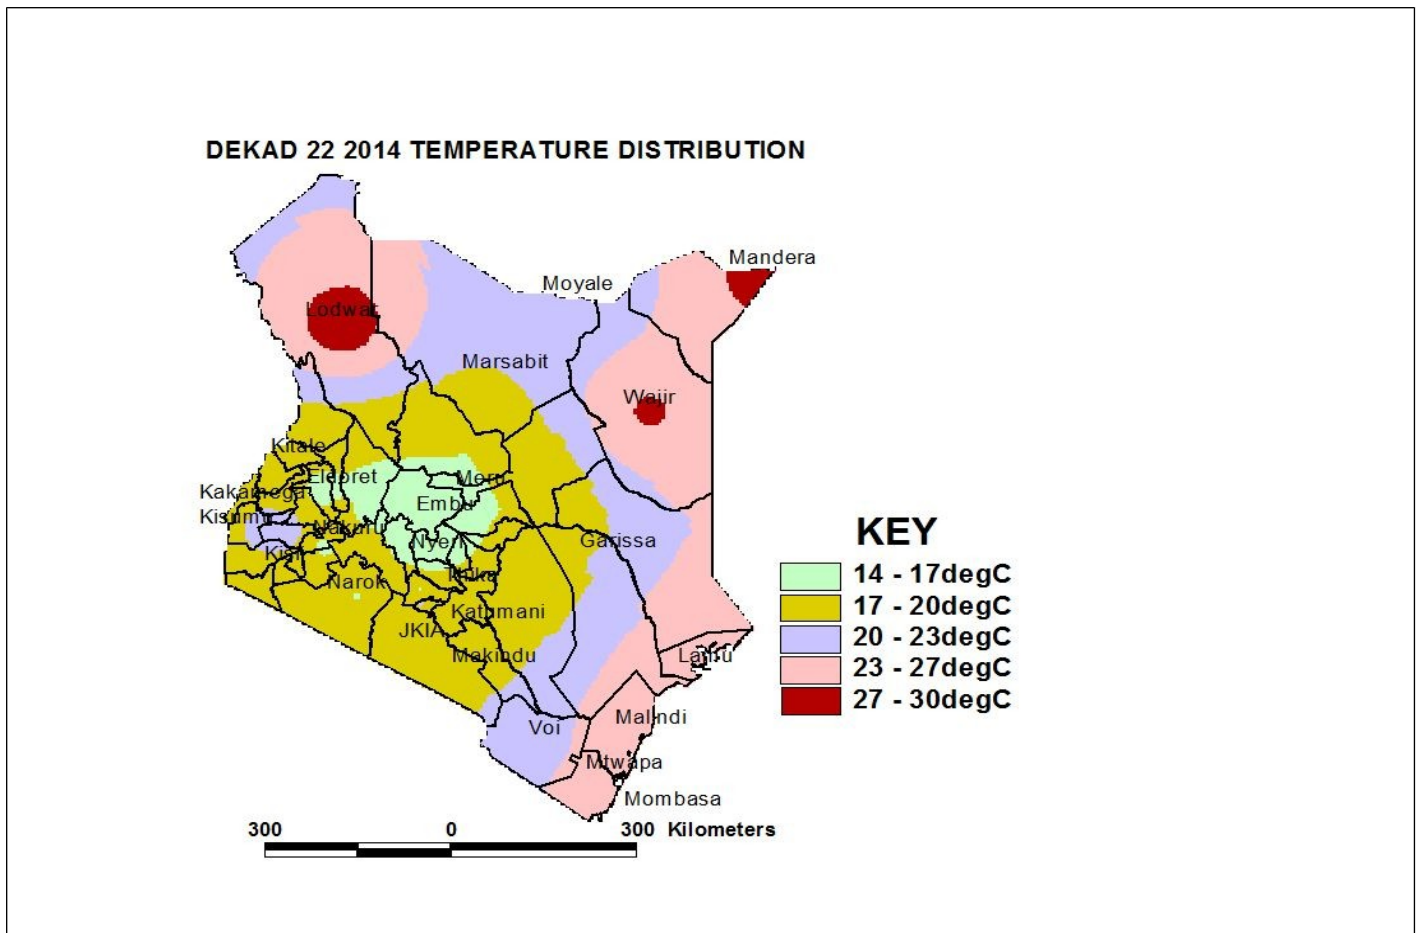 DEKAD 22 2014 TEMPERATURE DISTRIBUTION
Mandera
Moyale
Lodwar
Marsabit
Wajir
Kitale
Eldoret
Meru
Kakamega
Embu
Kisumu
Nakuru
Nyeri
Garissa
Kisii
Thika
Narok
Katumani
JKIA
Makindu
Lamu
Voi
Malindi
Mtwapa
Mombasa
KEY
14 - 17degC
17 - 20degC
20 - 23degC
23 - 27degC
27 - 30degC
300 0 300 Kilometers